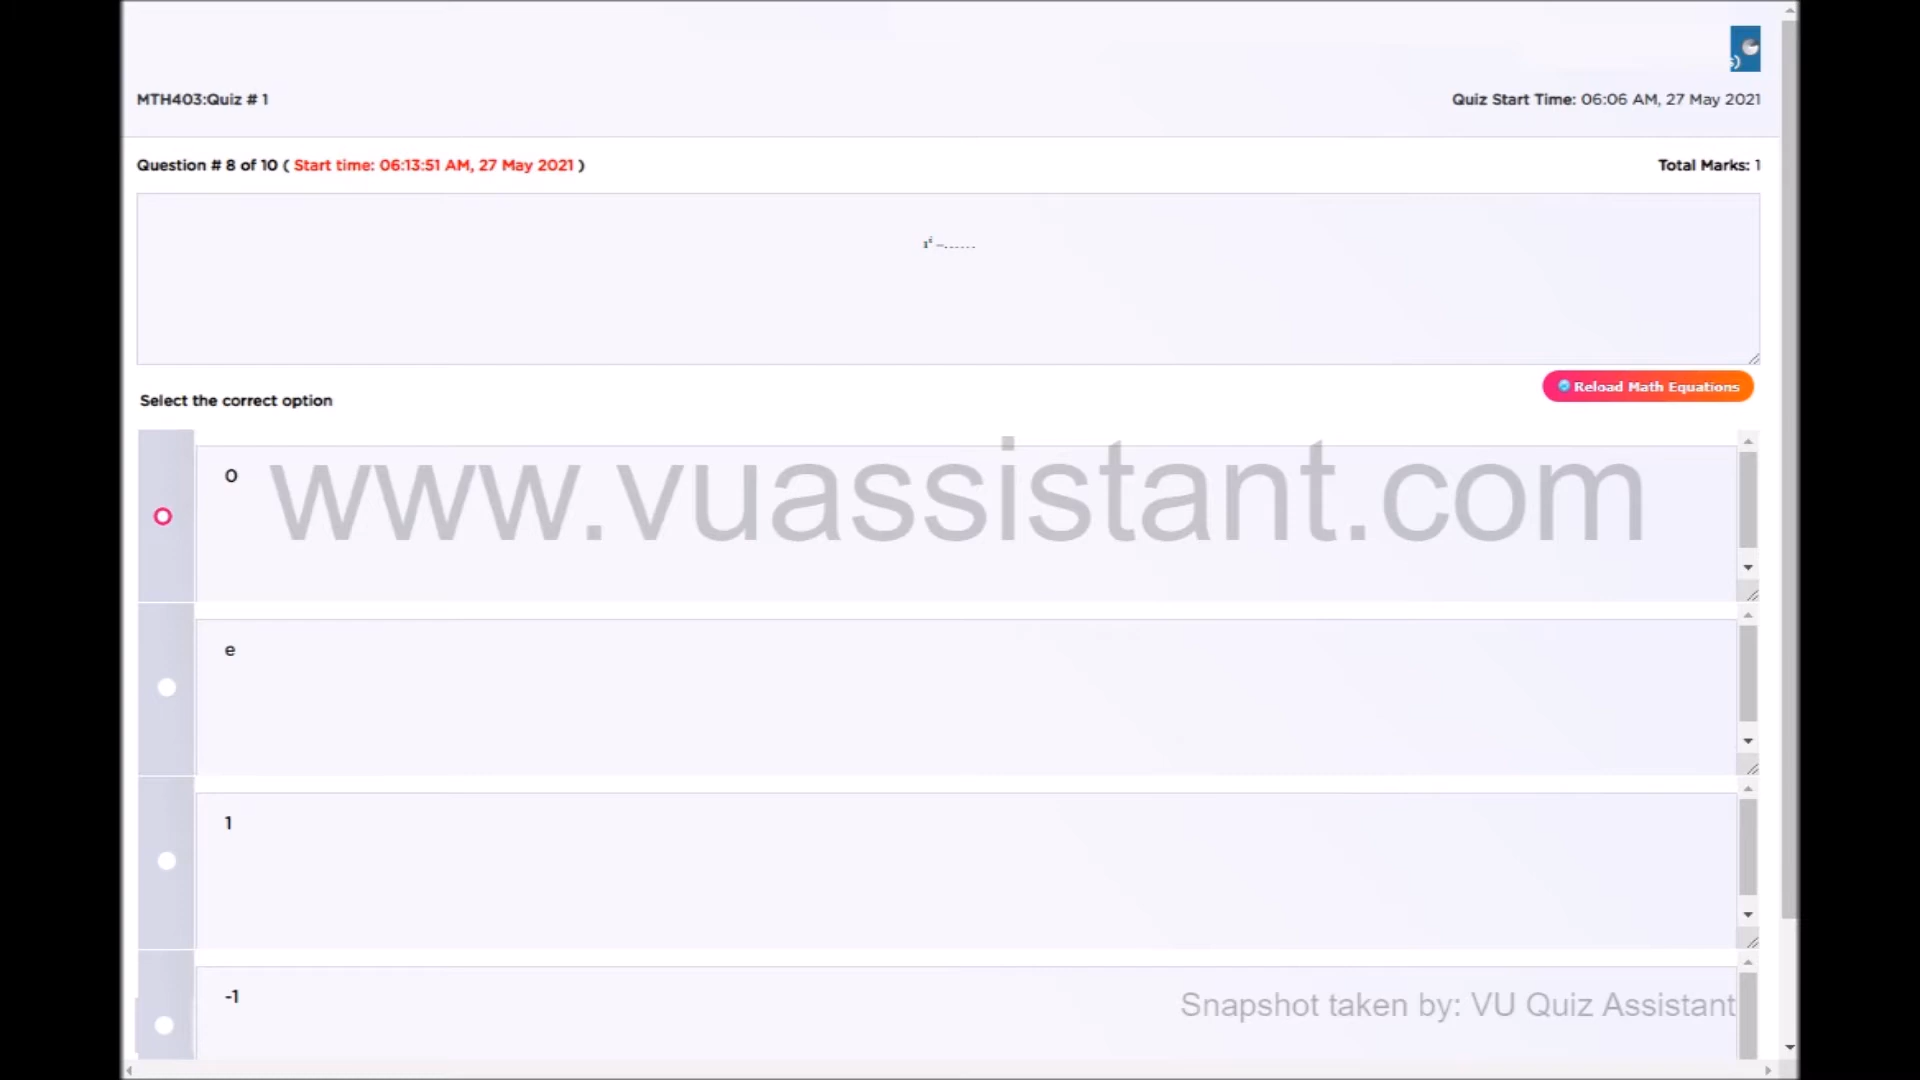 s)
MTH403:Quiz # 1
Quiz Start Time: 06:06 AM, 27 May 2021
Question # 8 of 10 ( Start time: 06:13:51 AM, 27 May 2021 )
Total Marks: 1
Reload Math Equations
Select the correct option
0
www.vuassistant.com
e
1
-1
Snapshot taken by: VU Quiz Assistant